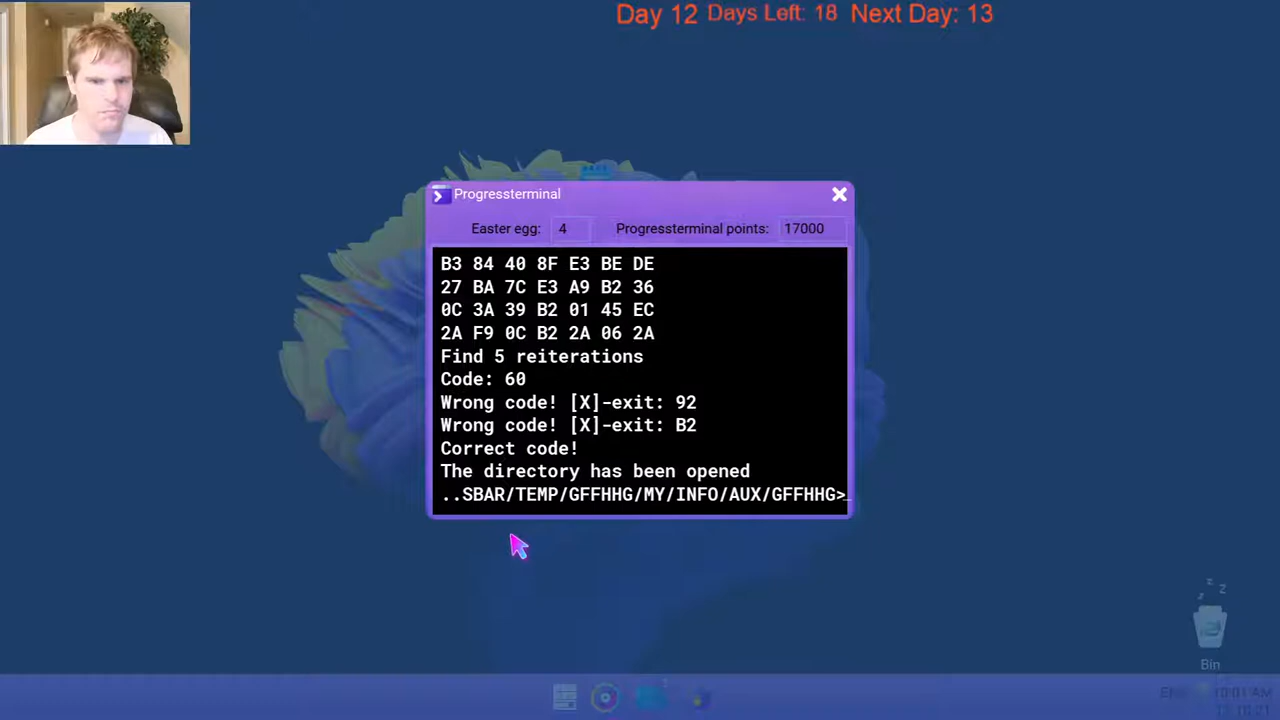 Day 12 Days Left: 18 Next Day: 13
Progressterminal
Easter egg: 4 Progressterminal points: 17000
B3 84 40 8F E3 BE DE
27 BA 7C E3 A9 B2 36
0C 3A 39 B2 01 45 EC
2A F9 0C B2 2A 06 2A
Find 5 reiterations
Code: 60
Wrong code! [X]-exit: 92
Wrong code! [X]-exit: B2
Correct code!
The directory has been opened
..SBAR/TEMP/GFFHHG/MY/INFO/AUX/GFFHHG>_
Bin
10:01 AM